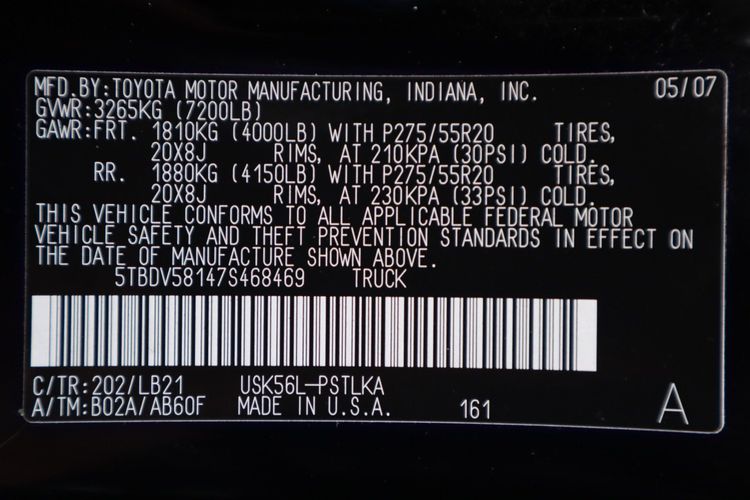 MFD.BY:TOYOTA MOTOR MANUFACTURING, INDIANA, INC. 05/07
GVWR:3265KG (7200LB)
GAWR:FRT. 1810KG (4000LB) WITH P275/55R20 TIRES,
20X8J RIMS, AT 210KPA (30PSI) COLD.
RR. 1880KG (4150LB) WITH P275/55R20 TIRES,
20X8J RIMS, AT 230KPA (33PSI) COLD.
THIS VEHICLE CONFORMS TO ALL APPLICABLE FEDERAL MOTOR
VEHICLE SAFETY AND THEFT PREVENTION STANDARDS IN EFFECT ON
THE DATE OF MANUFACTURE SHOWN ABOVE.
5TBDV58147S468469 TRUCK
C/TR:202/LB21 USK56L-PSTLKA
A/TM:B02A/AB60F MADE IN U.S.A. 161 A